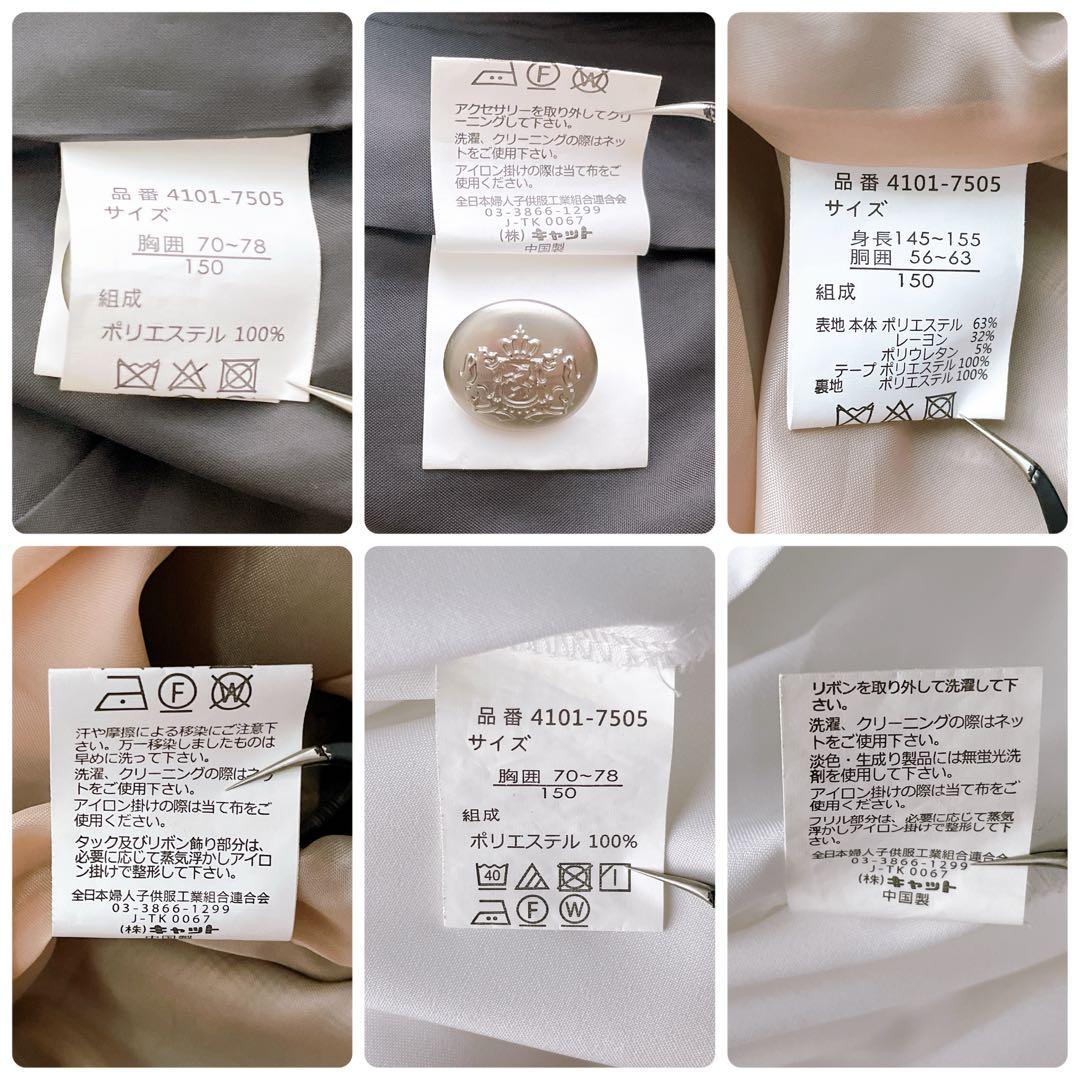 品番 4101-7505
サイズ
胸囲 70~78
150
組成
ポリエステル 100%
F
W
アクセサリーを取り外してクリ
ーニングして下さい。
洗濯、クリーニングの際はネッ
トをご使用下さい。
アイロン掛けの際は当て布をご
使用ください。
全日本婦人子供服工業組合連合会
03-3866-1299
J-TK0067
(株) キャット
中国製
品番 4101-7505
サイズ
身長145~155
胴囲 56~63
150
組成
表地 本体 ポリエステル 63%
レーヨン 32%
ポリウレタン 5%
テープ ポリエステル 100%
裏地 ポリエステル 100%
F
W
汗や摩擦による移染にご注意下
さい。万一移染しましたものは
早めに洗って下さい。
洗濯、クリーニングの際はネッ
トをご使用下さい。
アイロン掛けの際は当て布をご
使用ください。
タック及びリボン飾り部分は、
必要に応じて蒸気浮かしアイロ
ン掛けで整形して下さい。
全日本婦人子供服工業組合連合会
03-3866-1299
J-TK0067
(株) キャット
中国製
品番 4101-7505
サイズ
胸囲 70~78
150
組成
ポリエステル 100%
40
F
W
リボンを取り外して洗濯して下
さい。
洗濯、クリーニングの際はネッ
トをご使用下さい。
淡色・生成り製品には無蛍光洗
剤を使用して下さい。
アイロン掛けの際は当て布をご
使用ください。
フリル部分は、必要に応じて蒸気
浮かしアイロン掛けで整形して下
さい。
全日本婦人子供服工業組合連合会
03-3866-1299
J-TK0067
(株) キャット
中国製